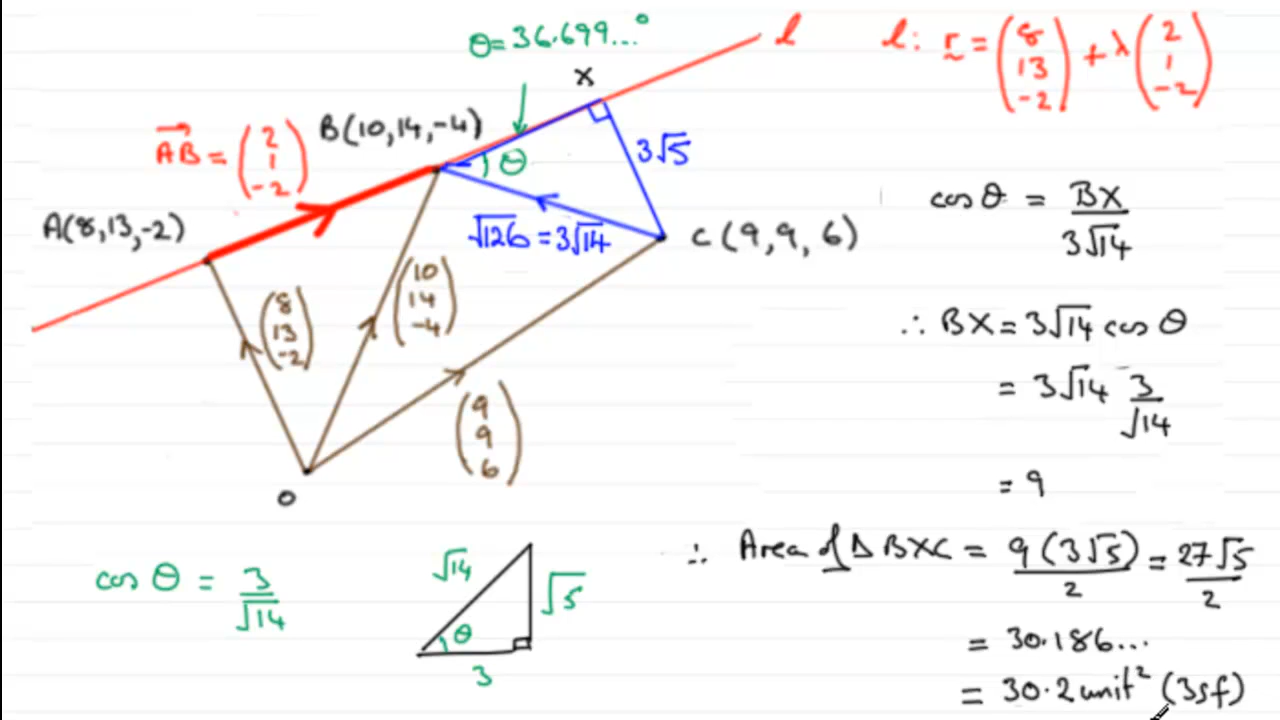 θ = 36.699...°
l
l: r = (8 13 -2) + λ (2 1 -2)
X
B(10,14,-4)
AB = (2 1 -2)
θ
3√5
A(8,13,-2)
√126 = 3√14
C (9, 9, 6)
(8 13 -2)
(10 14 -4)
(9 9 6)
O
cos θ = BX / 3√14
∴ BX = 3√14 cos θ
= 3√14 3/√14
= 9
∴ Area of Δ BXC = 9(3√5)/2 = 27√5/2
= 30.186...
= 30.2 unit² (3sf)
cos θ = 3/√14
√14
√5
θ
3